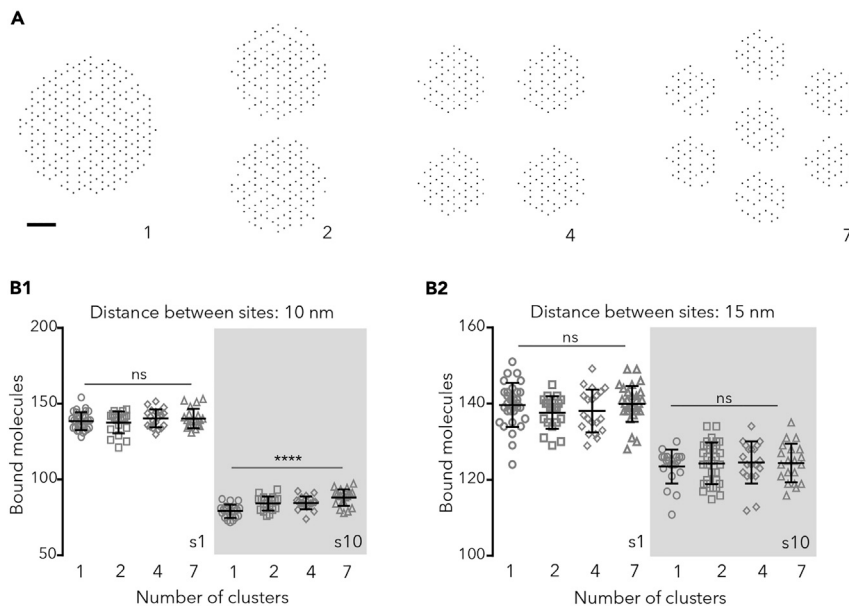 A
1
2
4
7
B1
Distance between sites: 10 nm
200
150
100
50
Bound molecules
ns
****
s1
s10
1 2 4 7 1 2 4 7
Number of clusters
B2
Distance between sites: 15 nm
160
140
120
100
Bound molecules
ns
ns
s1
s10
1 2 4 7 1 2 4 7
Number of clusters